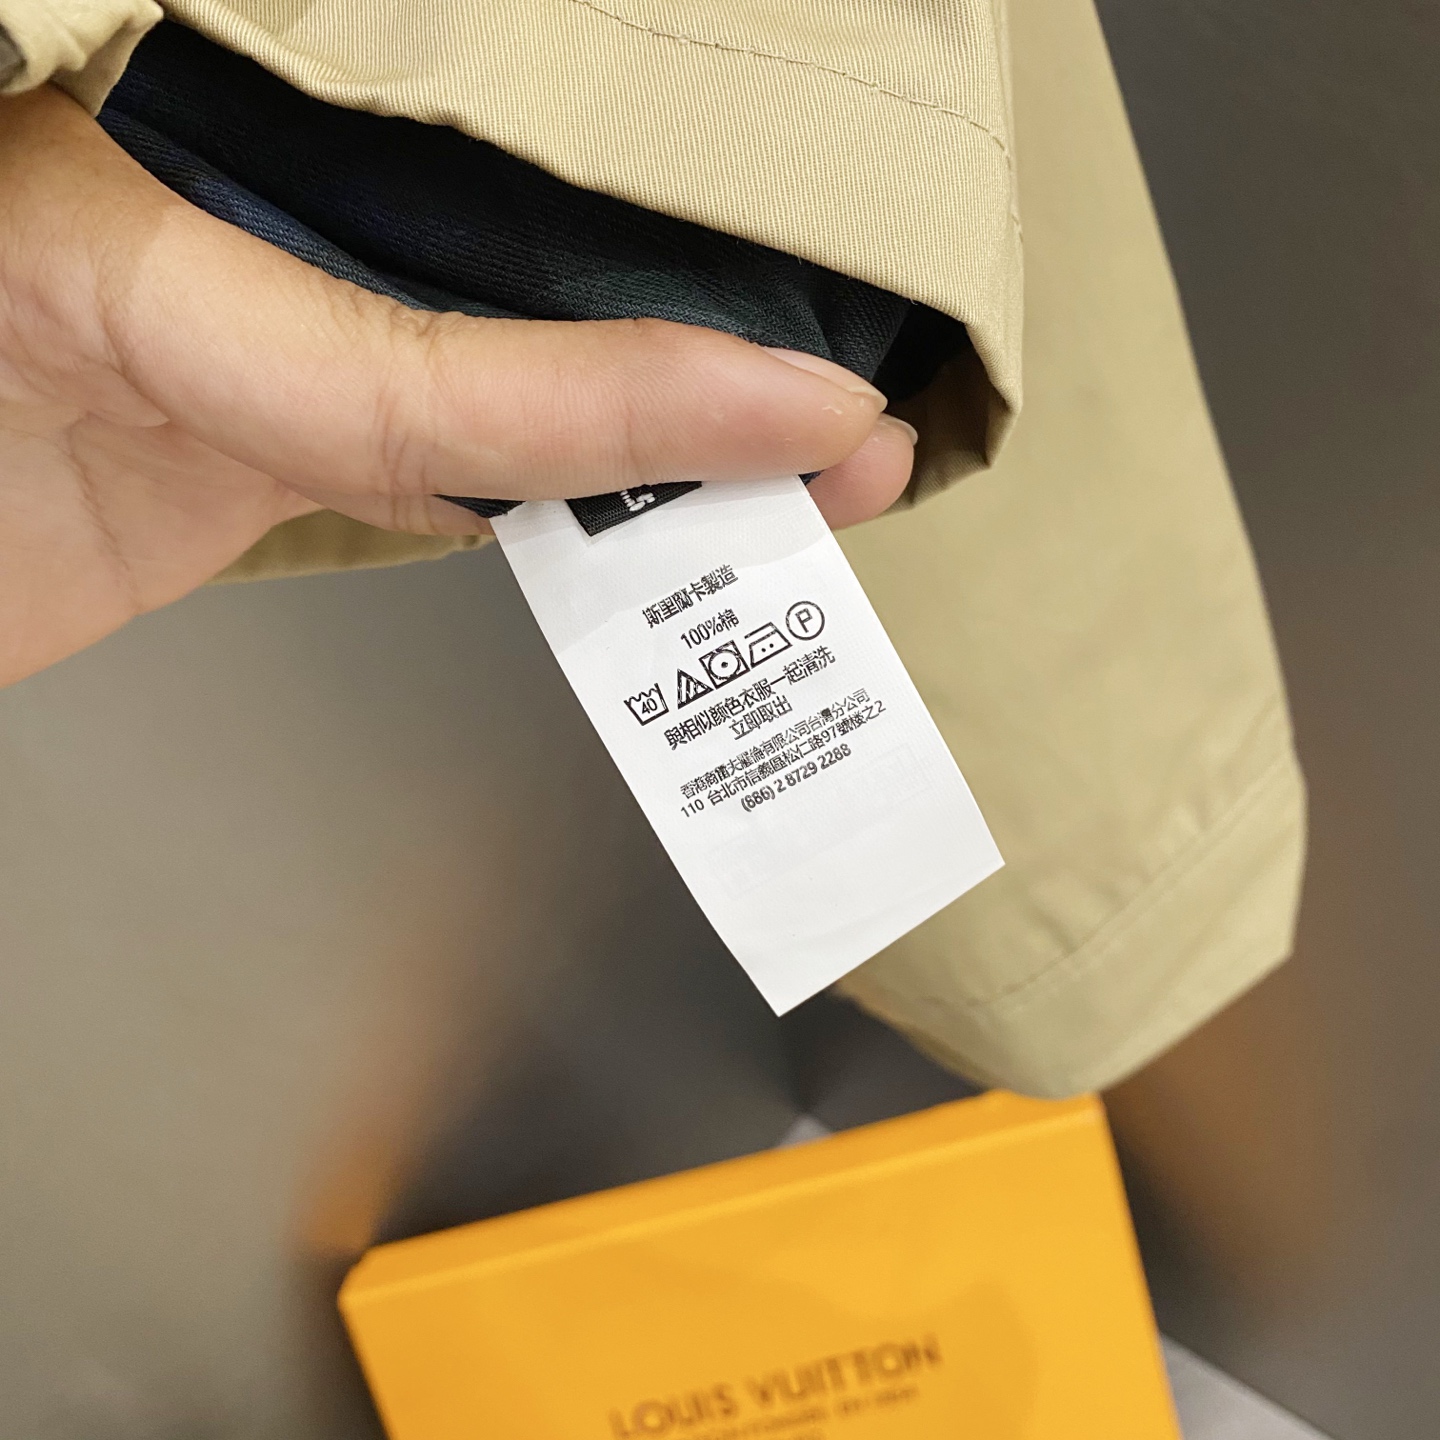 斯里蘭卡製造
100%棉
40 P
與相似颜色衣服一起清洗
立即取出
香港商雷夫羅倫有限公司台灣分公司
110 台北市信義區松仁路97號樓之2
(886) 2 8729 2288
LOUIS VUITTON